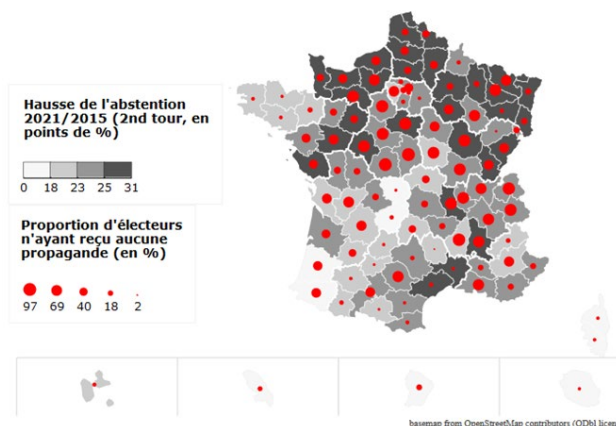 Hausse de l'abstention
2021/2015 (2nd tour, en
points de %)
0 18 23 25 31
Proportion d'électeurs
n'ayant reçu aucune
propagande (en %)
97 69 40 18 2
basemap from OpenStreetMap contributors (ODbl licen